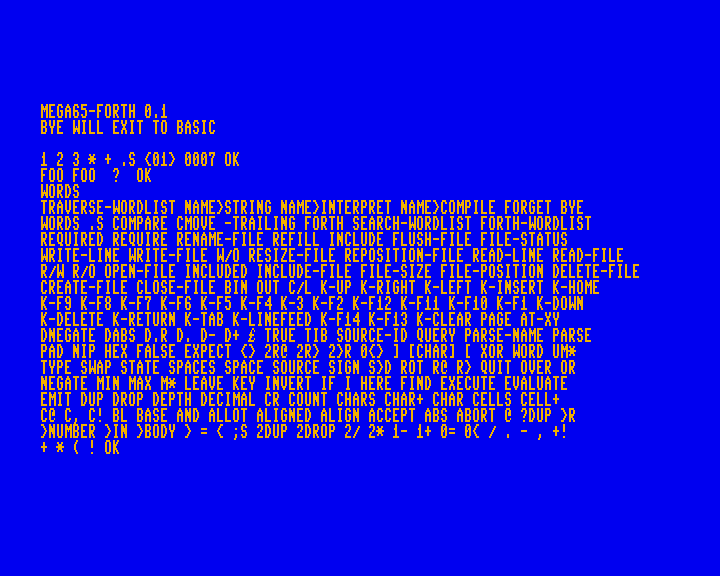 MEGA65-FORTH 0.1
BYE WILL EXIT TO BASIC
1 2 3 * + .S <01> 0007 OK
FOO FOO  ?  OK
WORDS
TRAVERSE-WORDLIST NAME>STRING NAME>INTERPRET NAME>COMPILE FORGET BYE
WORDS .S COMPARE CMOVE -TRAILING FORTH SEARCH-WORDLIST FORTH-WORDLIST
REQUIRED REQUIRE RENAME-FILE REFILL INCLUDE FLUSH-FILE FILE-STATUS
WRITE-LINE WRITE-FILE W/O RESIZE-FILE REPOSITION-FILE READ-LINE READ-FILE
R/W R/O OPEN-FILE INCLUDED INCLUDE-FILE FILE-SIZE FILE-POSITION DELETE-FILE
CREATE-FILE CLOSE-FILE BIN OUT C/L K-UP K-RIGHT K-LEFT K-INSERT K-HOME
K-F9 K-F8 K-F7 K-F6 K-F5 K-F4 K-3 K-F2 K-F12 K-F11 K-F10 K-F1 K-DOWN
K-DELETE K-RETURN K-TAB K-LINEFEED K-F14 K-F13 K-CLEAR PAGE AT-XY
DNEGATE DABS D.R D. D- D+ £ TRUE TIB SOURCE-ID QUERY PARSE-NAME PARSE
PAD NIP HEX FALSE EXPECT <> 2R@ 2R> 2>R 0<> ] [CHAR] [ XOR WORD UM*
TYPE SWAP STATE SPACES SPACE SOURCE SIGN S>D ROT R@ R> QUIT OVER OR
NEGATE MIN MAX M* LEAVE KEY INVERT IF I HERE FIND EXECUTE EVALUATE
EMIT DUP DROP DEPTH DECIMAL CR COUNT CHARS CHAR+ CHAR CELLS CELL+
C@ C, C! BL BASE AND ALLOT ALIGNED ALIGN ACCEPT ABS ABORT @ ?DUP >R
>NUMBER >IN >BODY > = < ;S 2DUP 2DROP 2/ 2* 1- 1+ 0= 0< / . - , +!
+ * ( ! OK